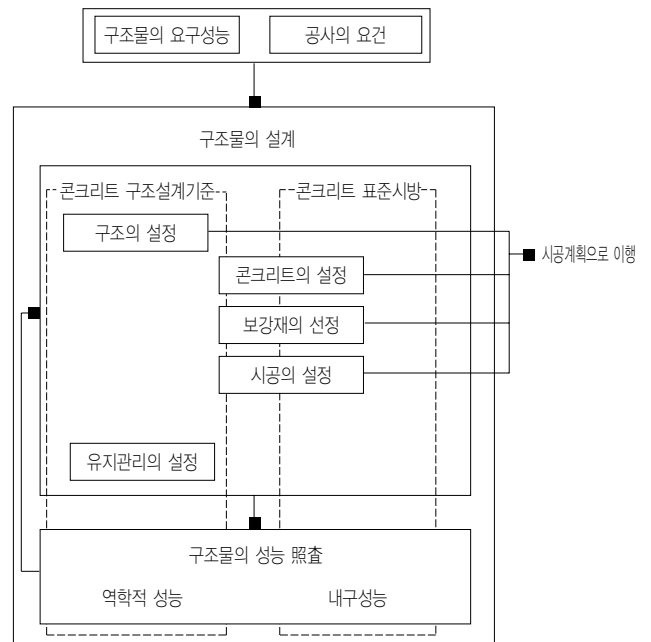 구조물의 요구성능
공사의 요건
구조물의 설계
콘크리트 구조설계기준
콘크리트 표준시방
구조의 설정
시공계획으로 이행
콘크리트의 설정
보강재의 선정
시공의 설정
유지관리의 설정
구조물의 성능 照査
역학적 성능
내구성능